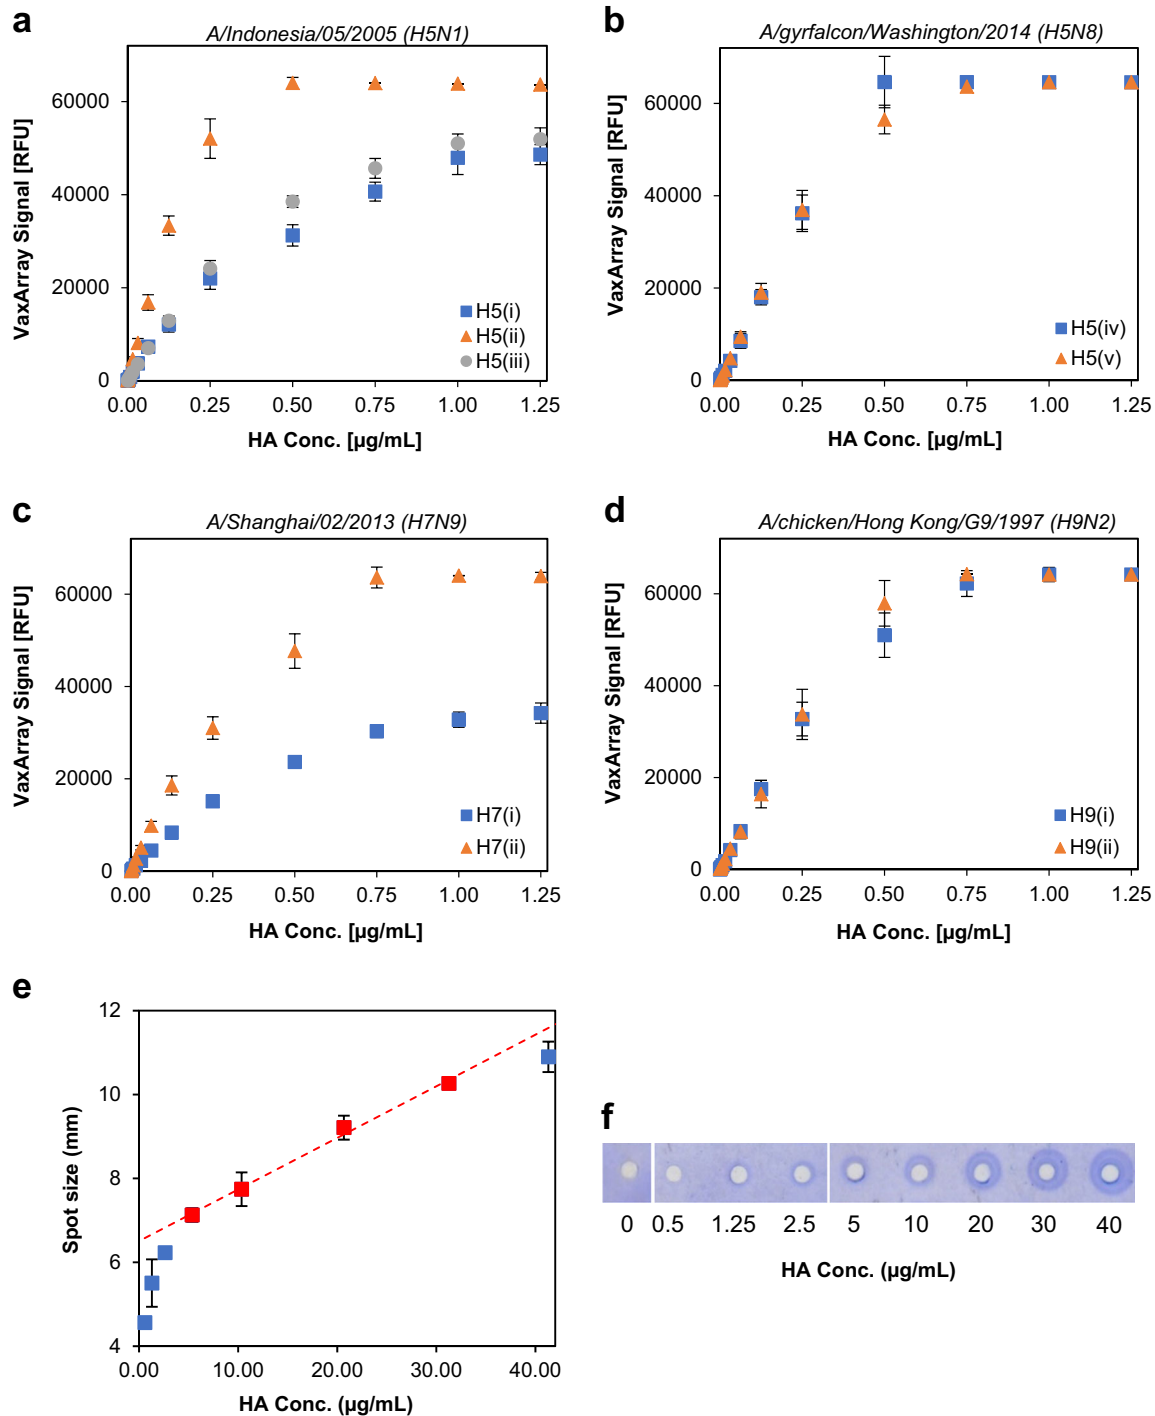 a
A/Indonesia/05/2005 (H5N1)
VaxArray Signal [RFU]
60000
40000
20000
0
0.00 0.25 0.50 0.75 1.00 1.25
HA Conc. [µg/mL]
H5(i)
H5(ii)
H5(iii)
b
A/gyrfalcon/Washington/2014 (H5N8)
VaxArray Signal [RFU]
60000
40000
20000
0
0.00 0.25 0.50 0.75 1.00 1.25
HA Conc. [µg/mL]
H5(iv)
H5(v)
c
A/Shanghai/02/2013 (H7N9)
VaxArray Signal [RFU]
60000
40000
20000
0
0.00 0.25 0.50 0.75 1.00 1.25
HA Conc. [µg/mL]
H7(i)
H7(ii)
d
A/chicken/Hong Kong/G9/1997 (H9N2)
VaxArray Signal [RFU]
60000
40000
20000
0
0.00 0.25 0.50 0.75 1.00 1.25
HA Conc. [µg/mL]
H9(i)
H9(ii)
e
Spot size (mm)
12
10
8
6
4
0.00 10.00 20.00 30.00 40.00
HA Conc. (µg/mL)
f
0 0.5 1.25 2.5 5 10 20 30 40
HA Conc. (µg/mL)